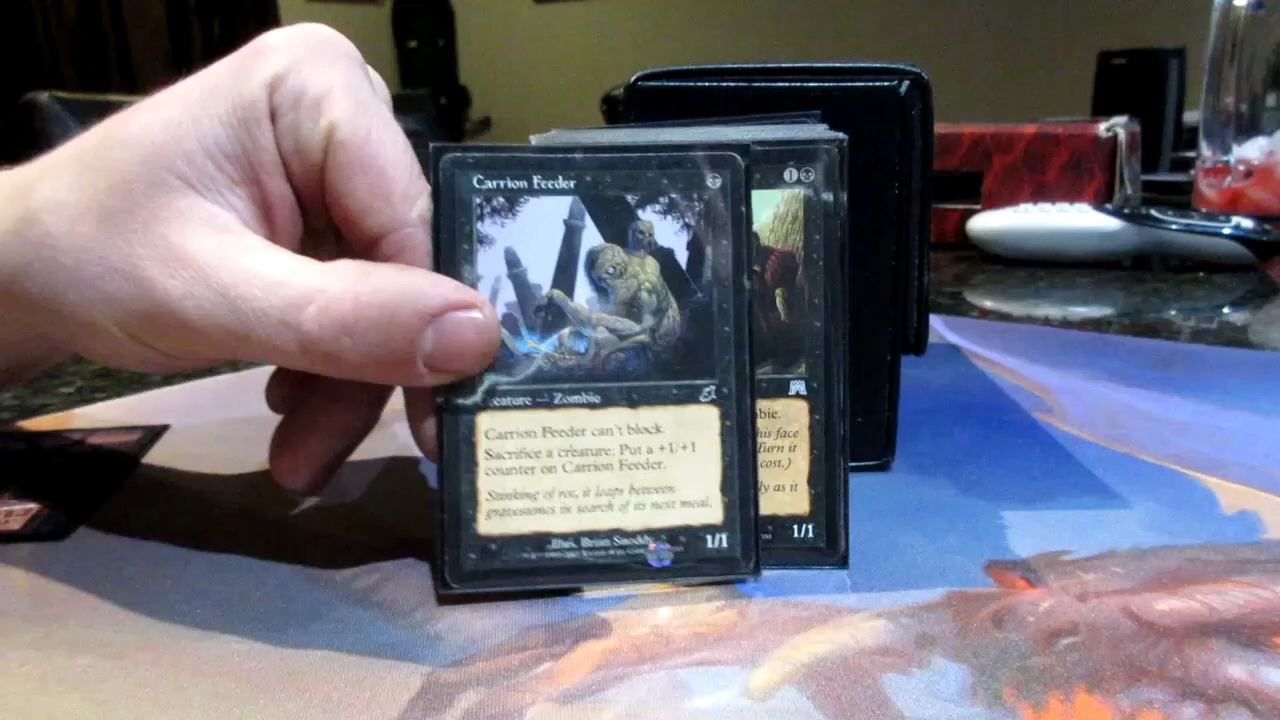 Carrion Feeder
eature — Zombie
Carrion Feeder can't block.
Sacrifice a creature: Put a +1/+1
counter on Carrion Feeder.
Stinking of rot, it leaps between
gravestones in search of its next meal.
Illus. Brian Snoddy
1/1
1
bie.
his face
Turn it
cost.)
ly as it
1/1